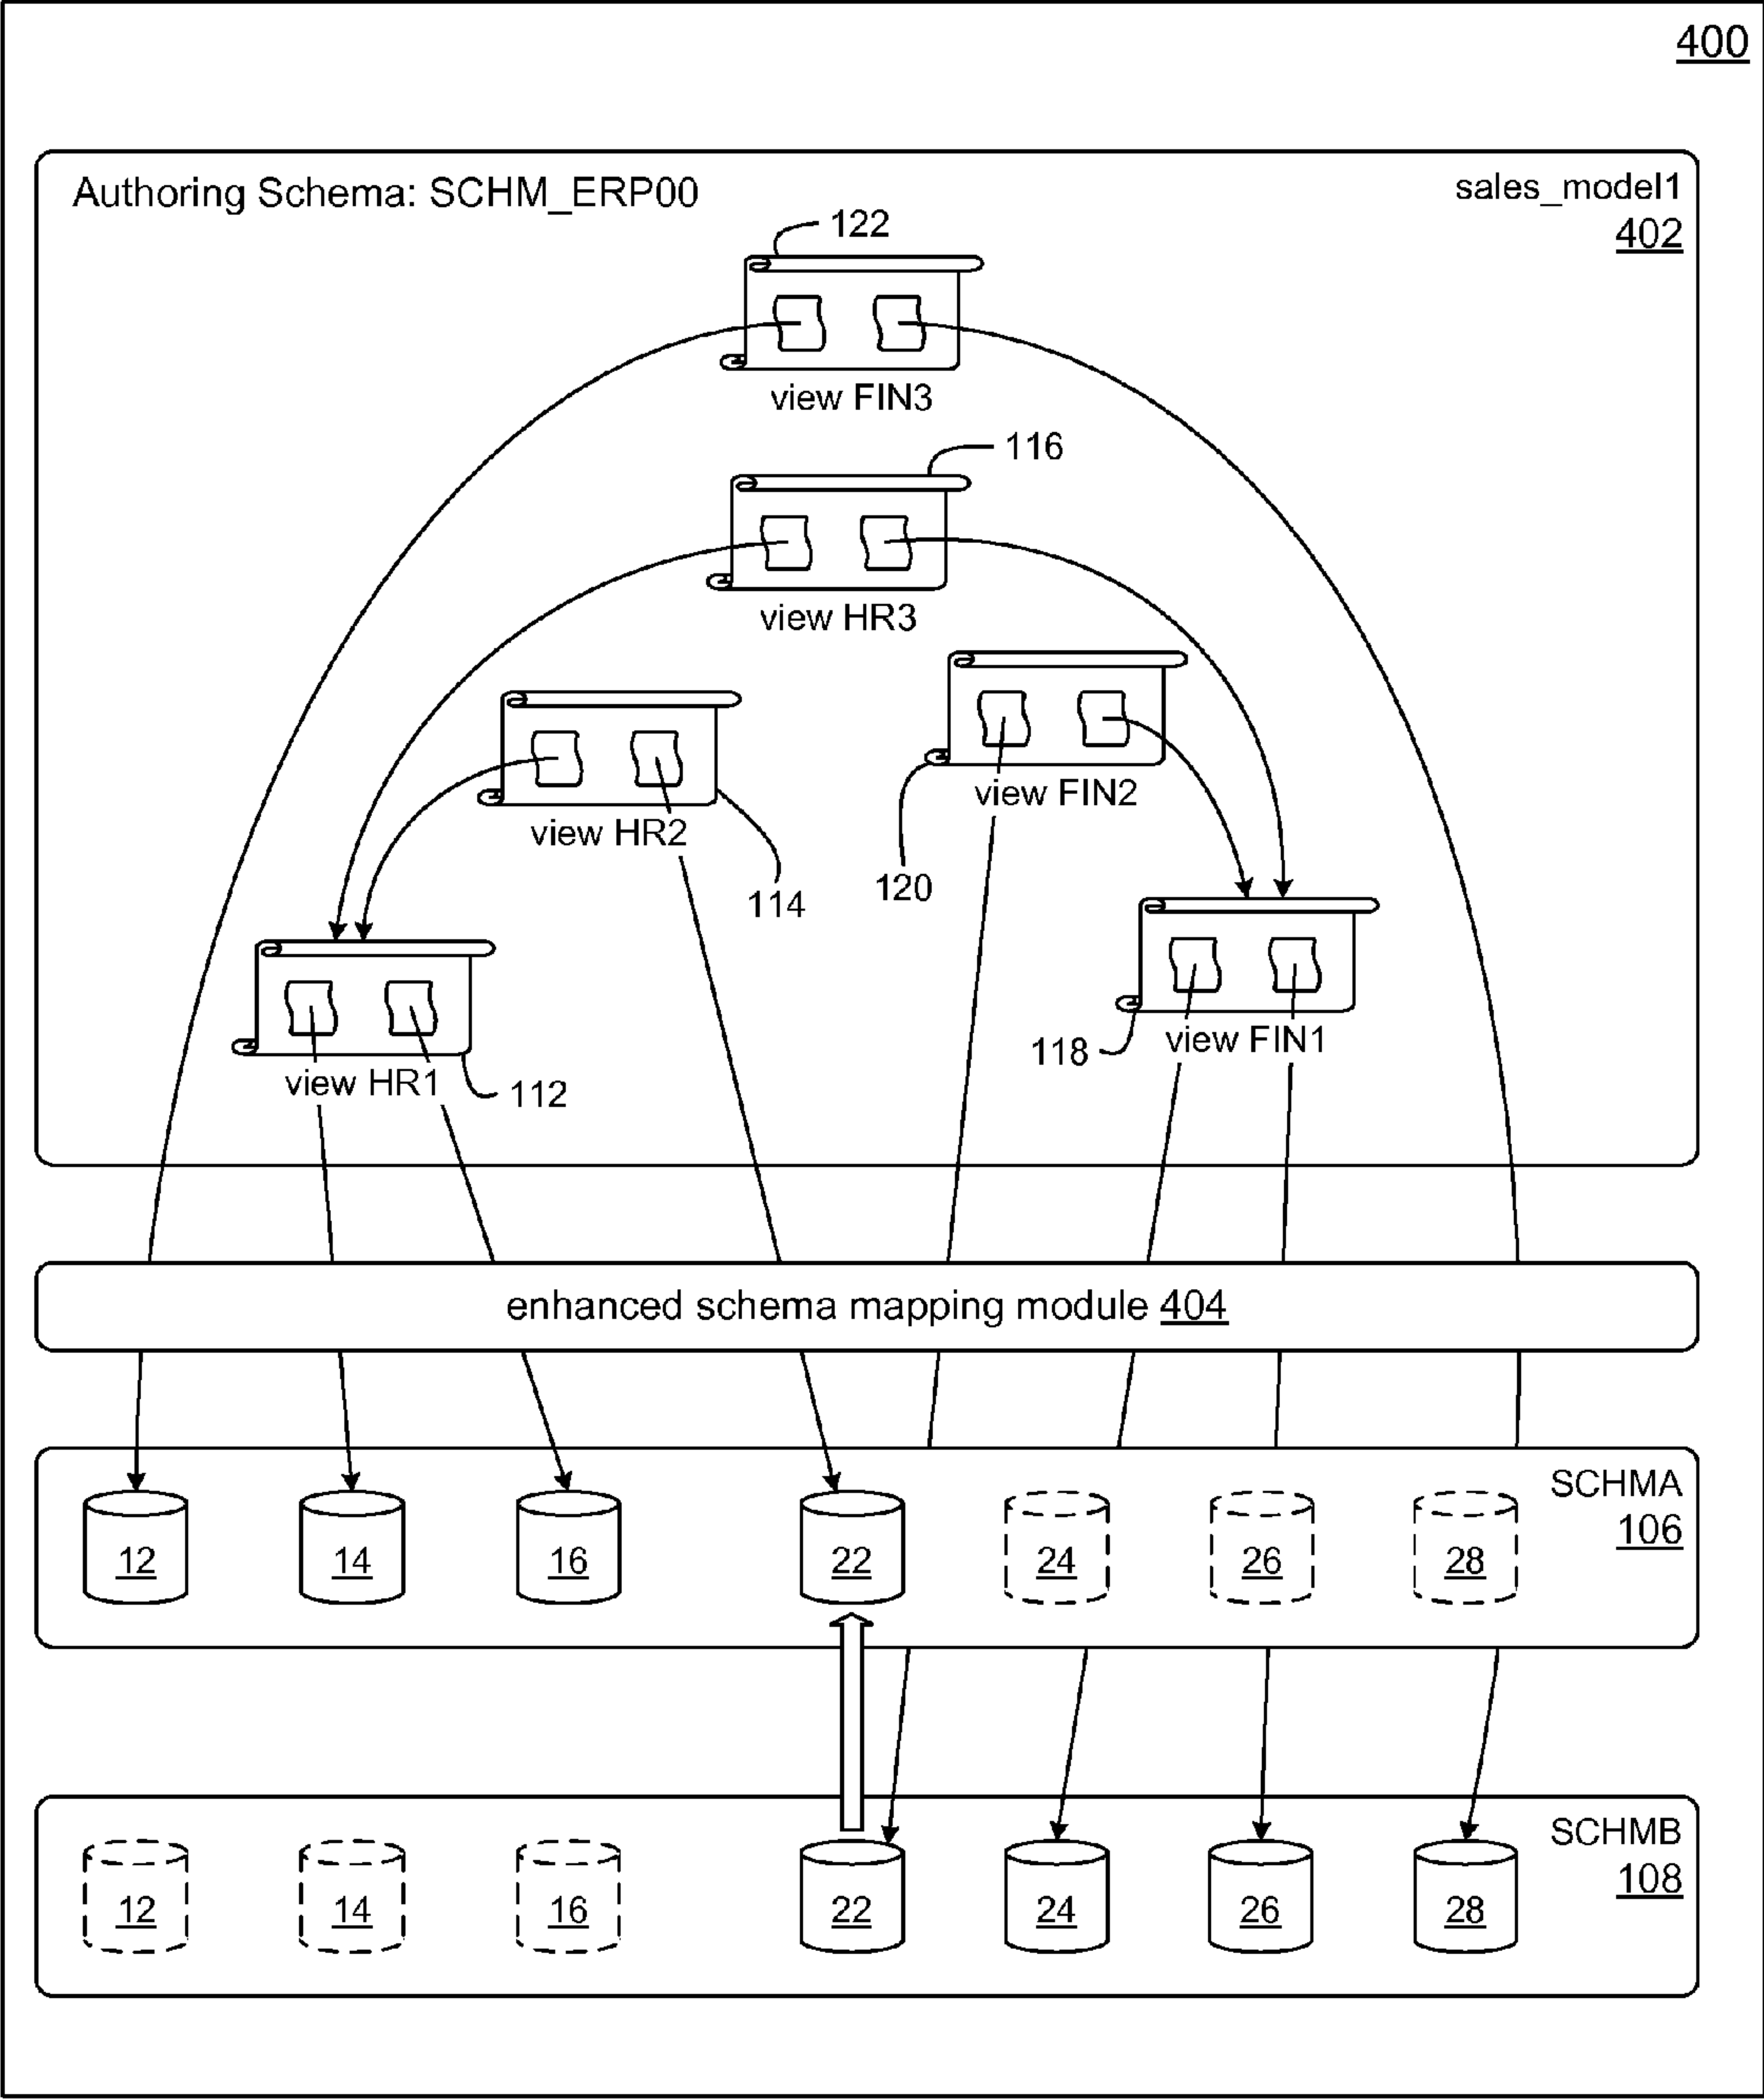 400
Authoring Schema: SCHM_ERP00
sales_model1
402
122
view FIN3
116
view HR3
view FIN2
view HR2
120
114
view FIN1
118
view HR1
112
enhanced schema mapping module 404
SCHMA
106
12 14 16 22 24 26 28
SCHMB
108
12 14 16 22 24 26 28